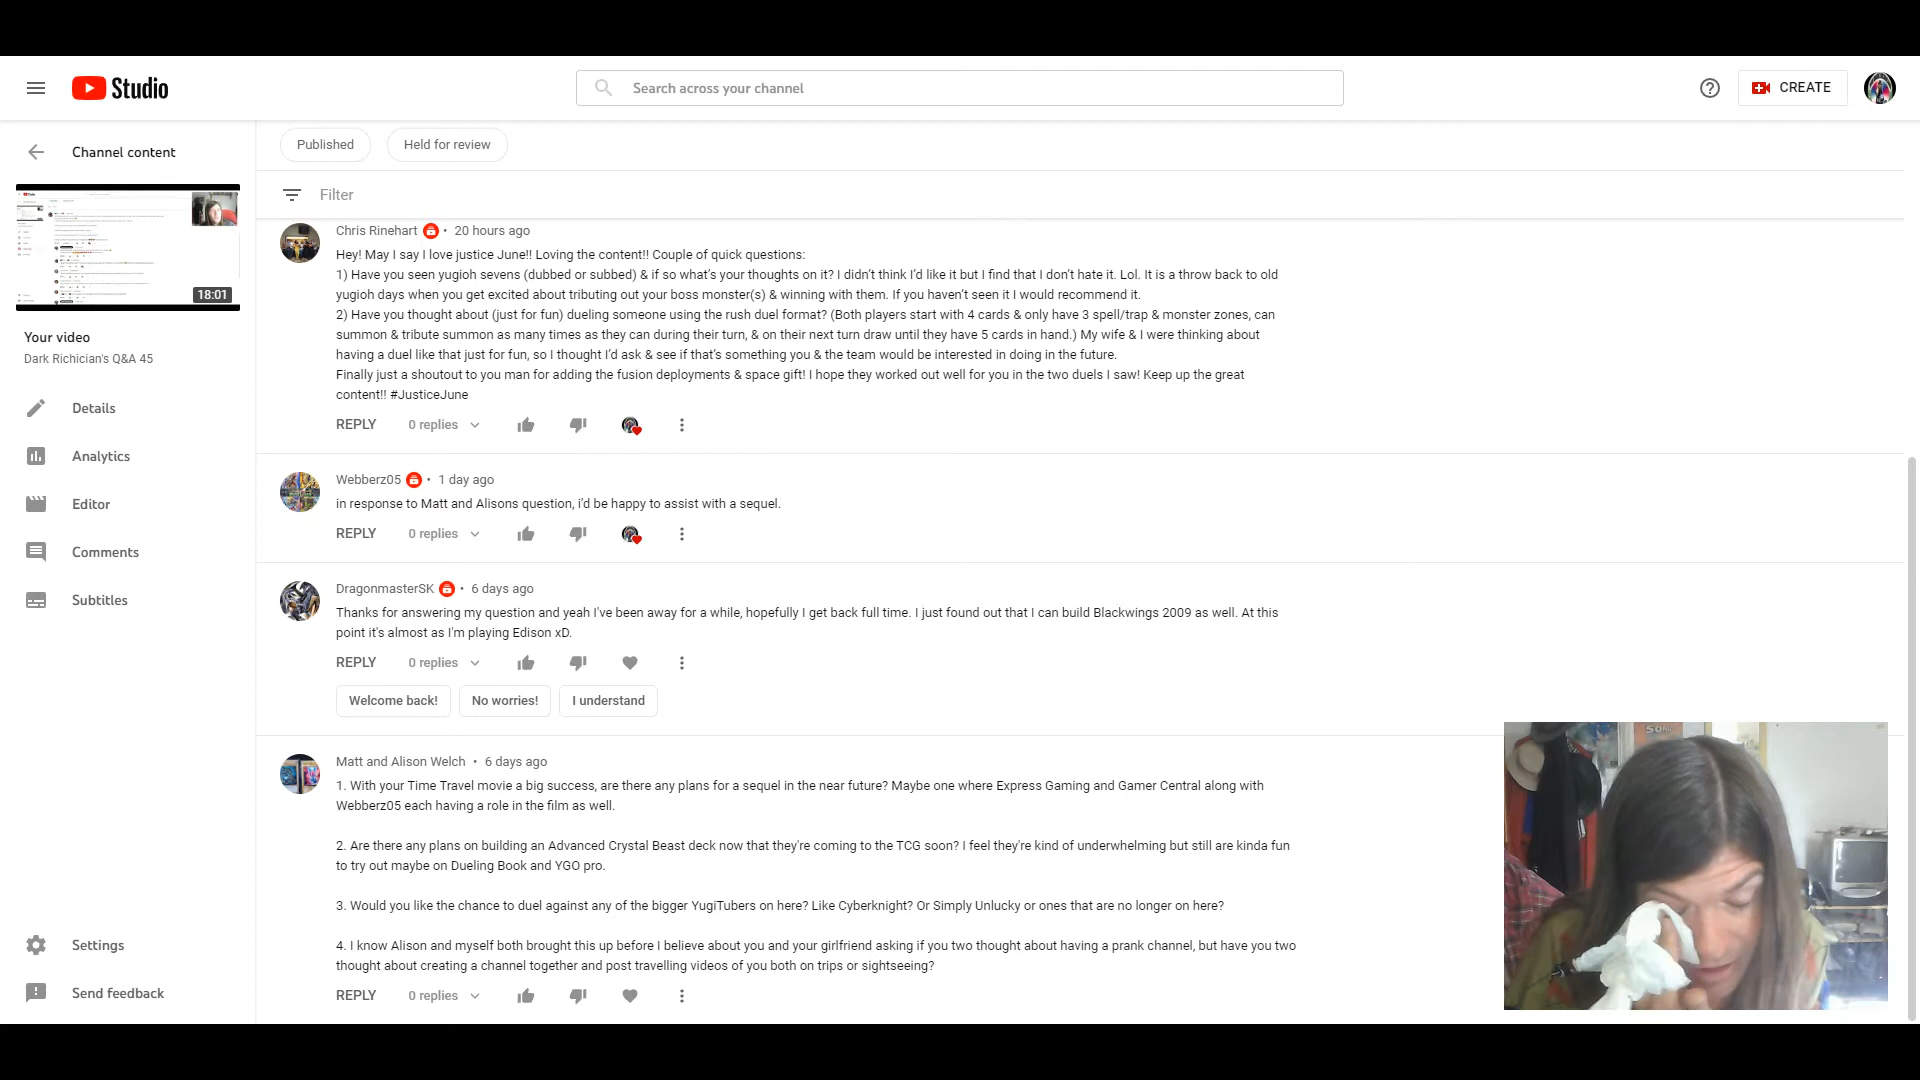 Studio
Search across your channel
CREATE
Channel content
18:01
Your video
Dark Richician's Q&A 45
Details
Analytics
Editor
Comments
Subtitles
Settings
Send feedback
Published
Held for review
Filter
Chris Rinehart • 20 hours ago
Hey! May I say I love justice June!! Loving the content!! Couple of quick questions:
1) Have you seen yugioh sevens (dubbed or subbed) & if so what’s your thoughts on it? I didn’t think I’d like it but I find that I don’t hate it. Lol. It is a throw back to old
yugioh days when you get excited about tributing out your boss monster(s) & winning with them. If you haven’t seen it I would recommend it.
2) Have you thought about (just for fun) dueling someone using the rush duel format? (Both players start with 4 cards & only have 3 spell/trap & monster zones, can
summon & tribute summon as many times as they can during their turn, & on their next turn draw until they have 5 cards in hand.) My wife & I were thinking about
having a duel like that just for fun, so I thought I’d ask & see if that’s something you & the team would be interested in doing in the future.
Finally just a shoutout to you man for adding the fusion deployments & space gift! I hope they worked out well for you in the two duels I saw! Keep up the great
content!! #JusticeJune
REPLY 0 replies
Webberz05 • 1 day ago
in response to Matt and Alisons question, i’d be happy to assist with a sequel.
REPLY 0 replies
DragonmasterSK • 6 days ago
Thanks for answering my question and yeah I've been away for a while, hopefully I get back full time. I just found out that I can build Blackwings 2009 as well. At this
point it's almost as I'm playing Edison xD.
REPLY 0 replies
Welcome back! No worries! I understand
Matt and Alison Welch • 6 days ago
1. With your Time Travel movie a big success, are there any plans for a sequel in the near future? Maybe one where Express Gaming and Gamer Central along with
Webberz05 each having a role in the film as well.
2. Are there any plans on building an Advanced Crystal Beast deck now that they're coming to the TCG soon? I feel they're kind of underwhelming but still are kinda fun
to try out maybe on Dueling Book and YGO pro.
3. Would you like the chance to duel against any of the bigger YugiTubers on here? Like Cyberknight? Or Simply Unlucky or ones that are no longer on here?
4. I know Alison and myself both brought this up before I believe about you and your girlfriend asking if you two thought about having a prank channel, but have you two
thought about creating a channel together and post travelling videos of you both on trips or sightseeing?
REPLY 0 replies